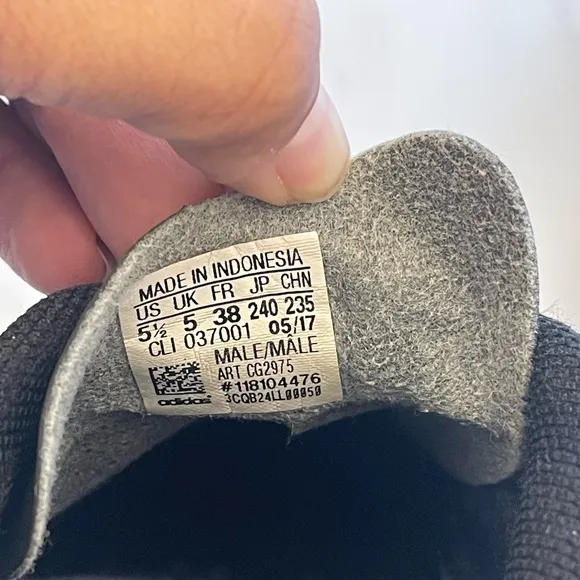 MADE IN INDONESIA
US UK FR JP CHN
5½ 5 38 240 235
CLI 037001 05/17
MALE/MÂLE
ART CG2975
#118104476
adidas 3CQB24LL00050